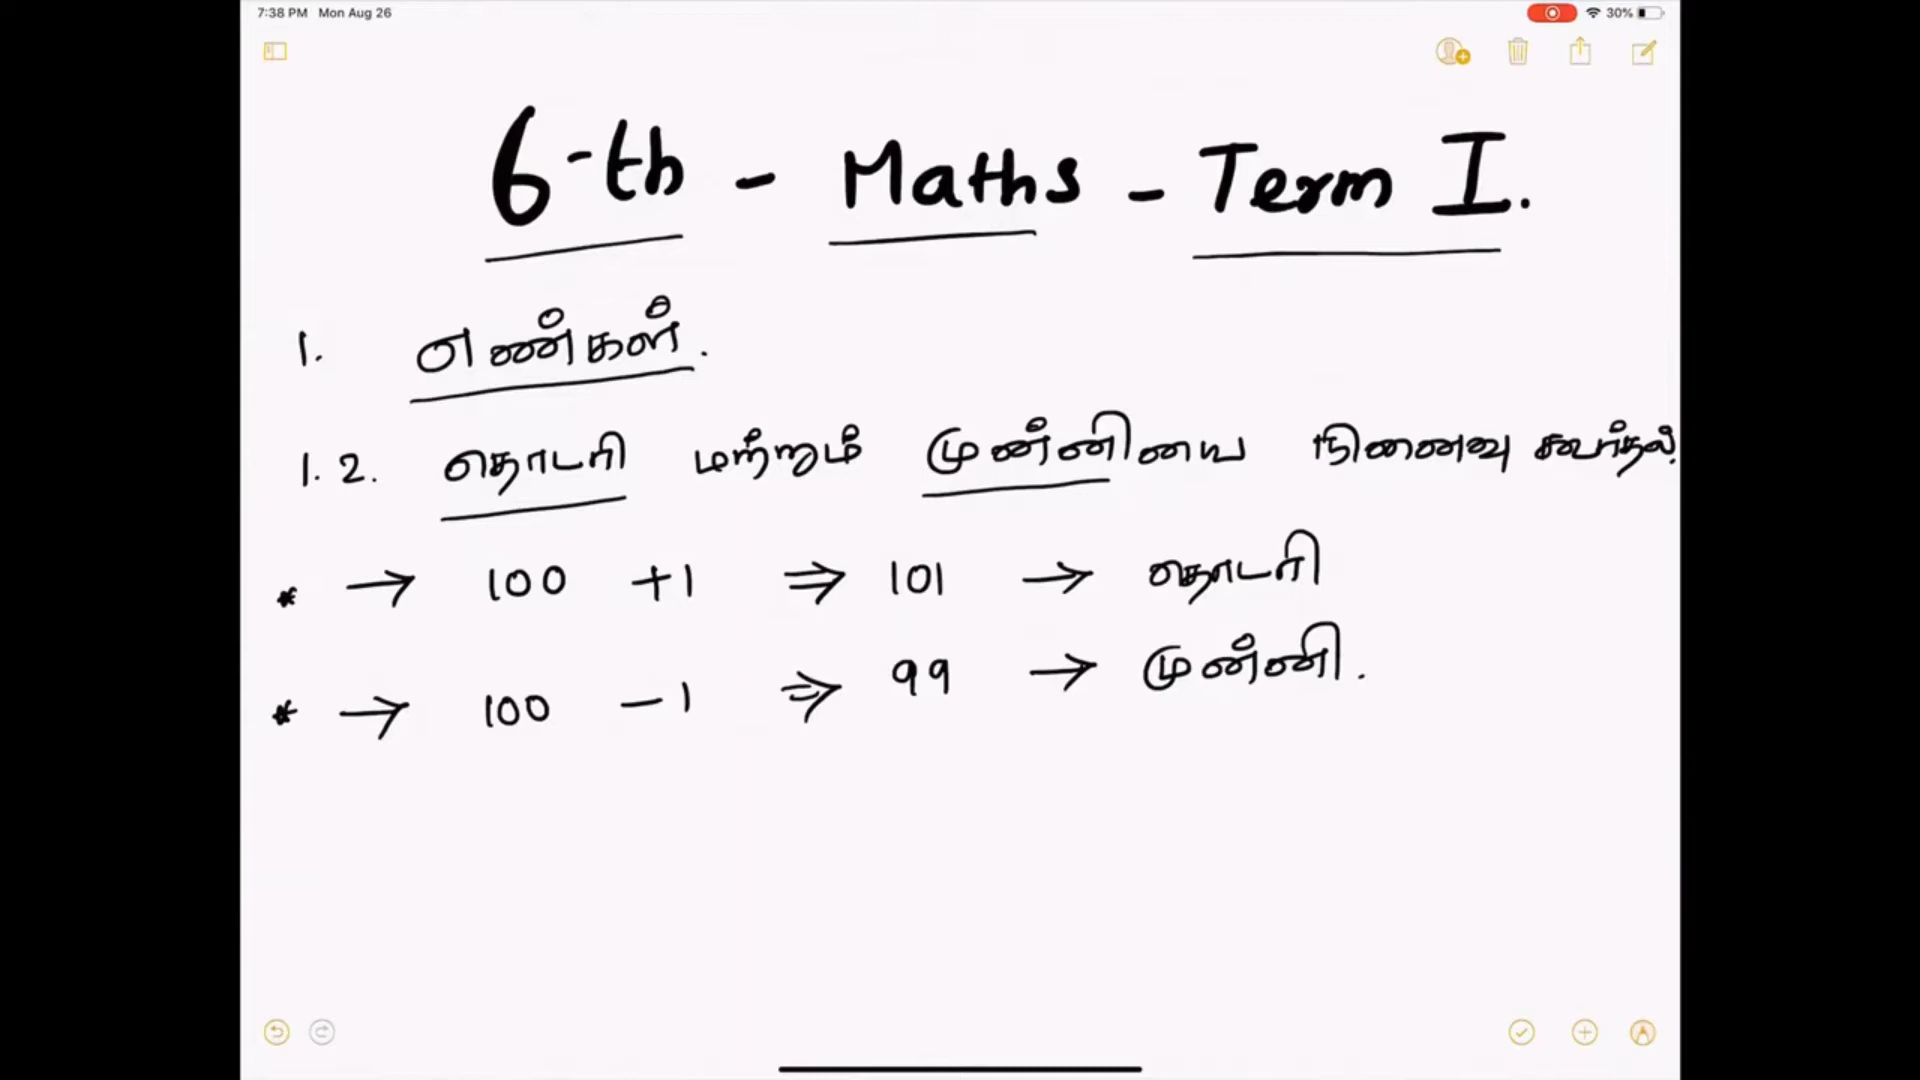 7:38 PM Mon Aug 26 30%
6-th - Maths - Term I.
1. எண்கள்.
1.2. தொடரி மற்றும் முன்னியை நினைவு கூர்தல்.
* → 100 +1 ⇒ 101 → தொடரி
* → 100 -1 ⇒ 99 → முன்னி.